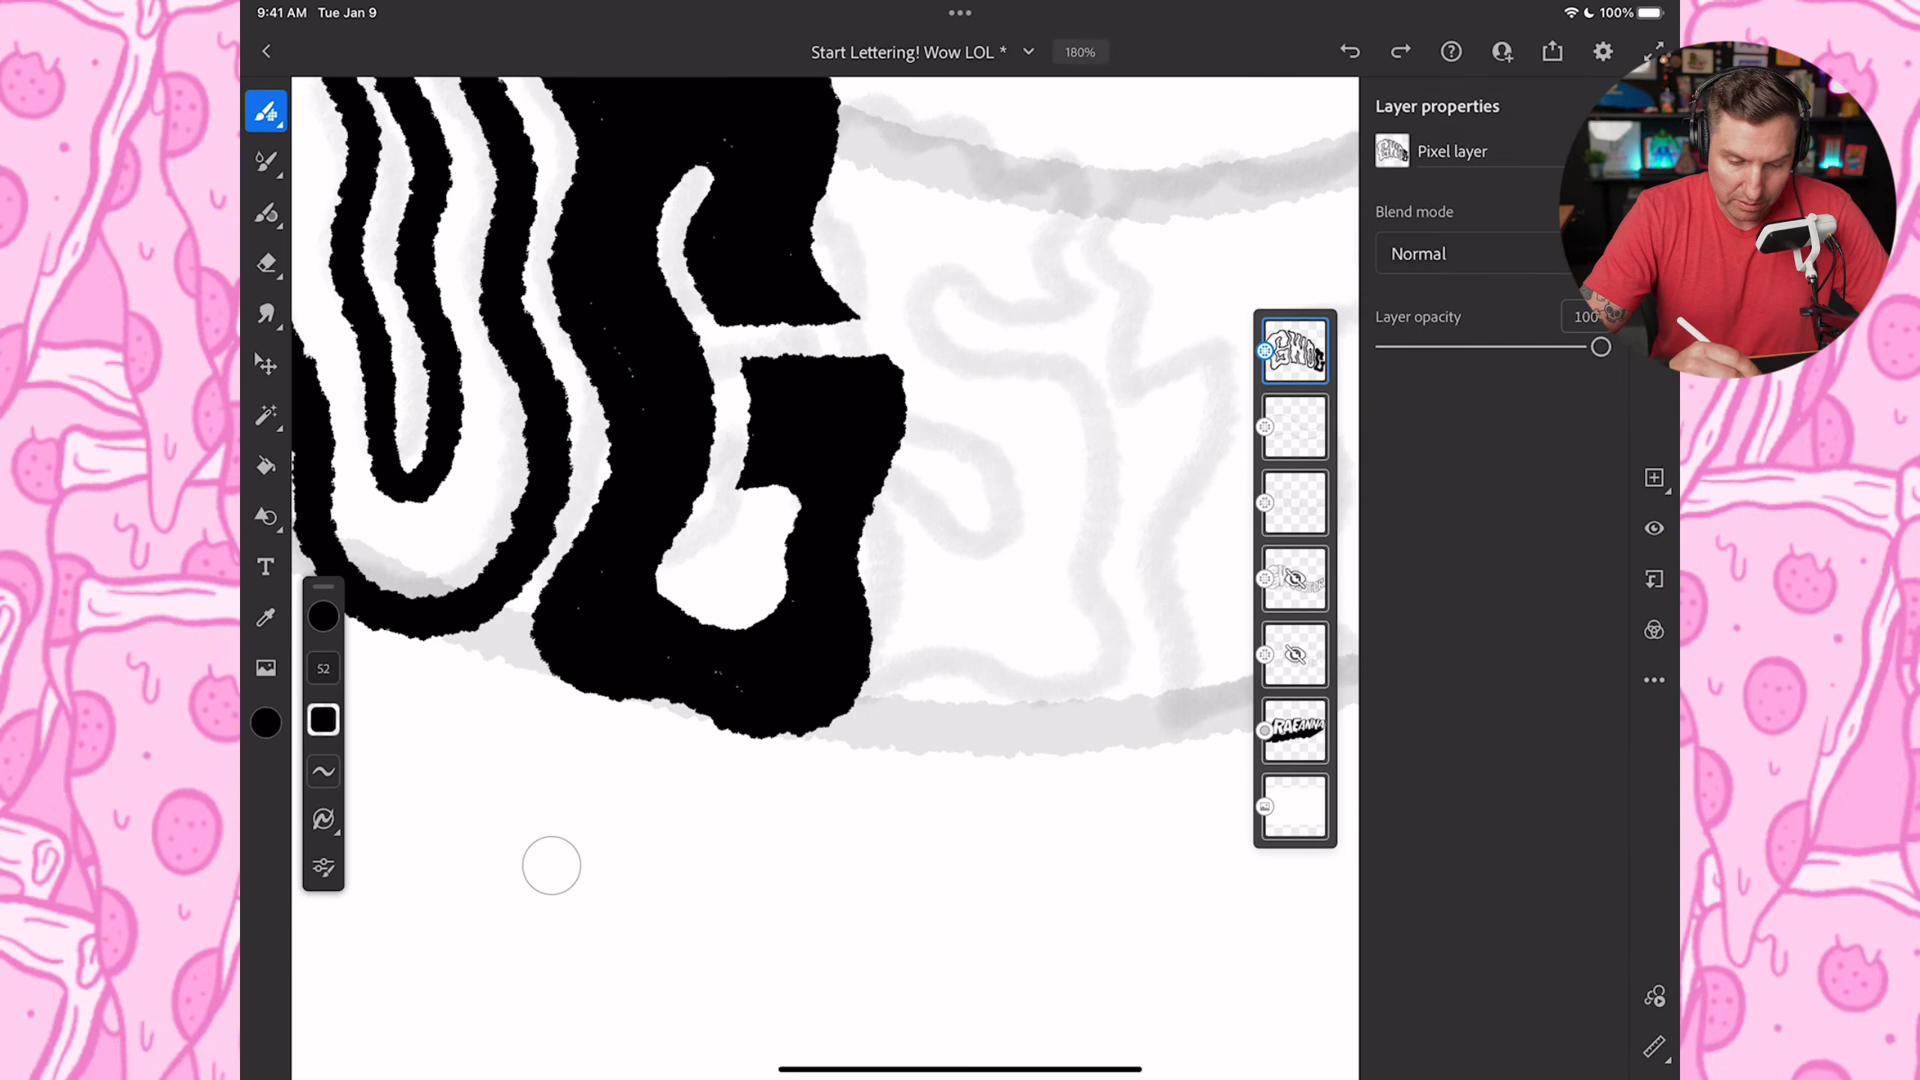 9:41 AM Tue Jan 9
100%
Start Lettering! Wow LOL *
180%
Layer properties
Pixel layer
Blend mode
Normal
Layer opacity
100
T
52
RAEANNA